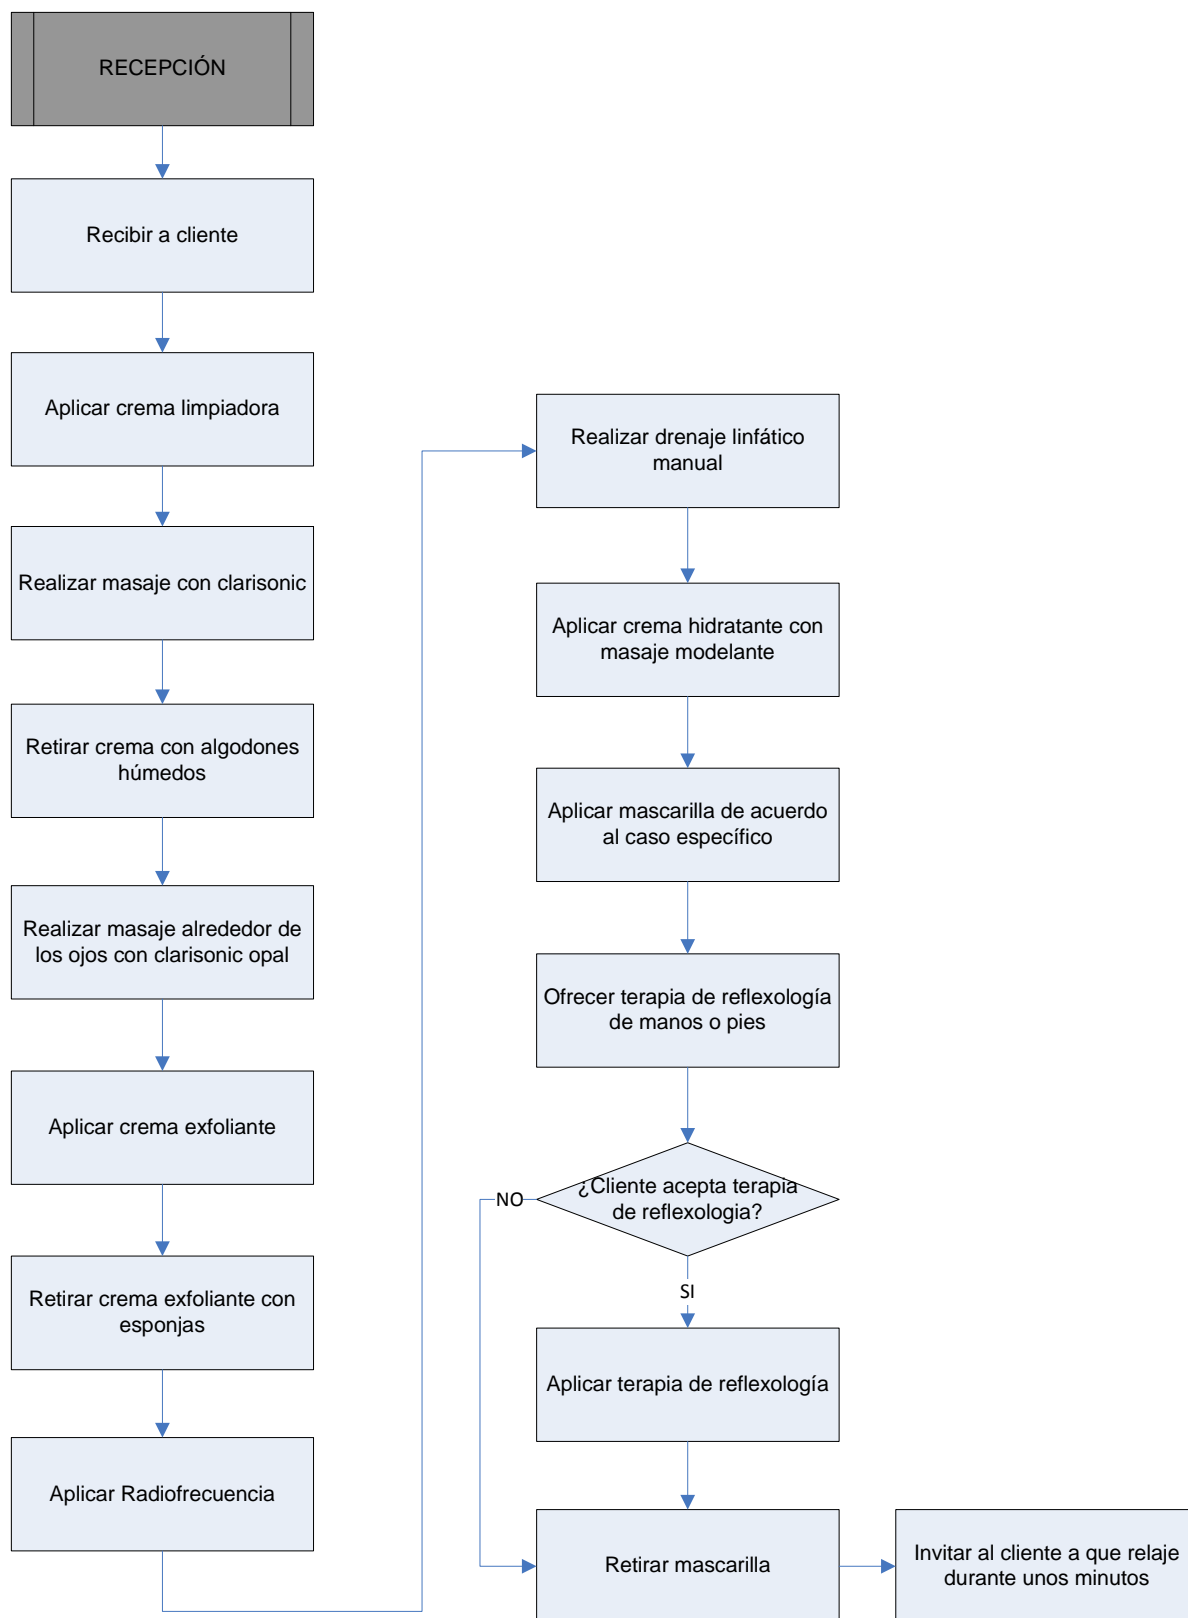 RECEPCIÓN
Recibir a cliente
Aplicar crema limpiadora
Realizar masaje con clarisonic
Retirar crema con algodones
húmedos
Realizar masaje alrededor de
los ojos con clarisonic opal
Aplicar crema exfoliante
Retirar crema exfoliante con
esponjas
Aplicar Radiofrecuencia
Realizar drenaje linfático
manual
Aplicar crema hidratante con
masaje modelante
Aplicar mascarilla de acuerdo
al caso específico
Ofrecer terapia de reflexología
de manos o pies
¿Cliente acepta terapia
de reflexologia?
NO
SI
Aplicar terapia de reflexología
Retirar mascarilla
Invitar al cliente a que relaje
durante unos minutos